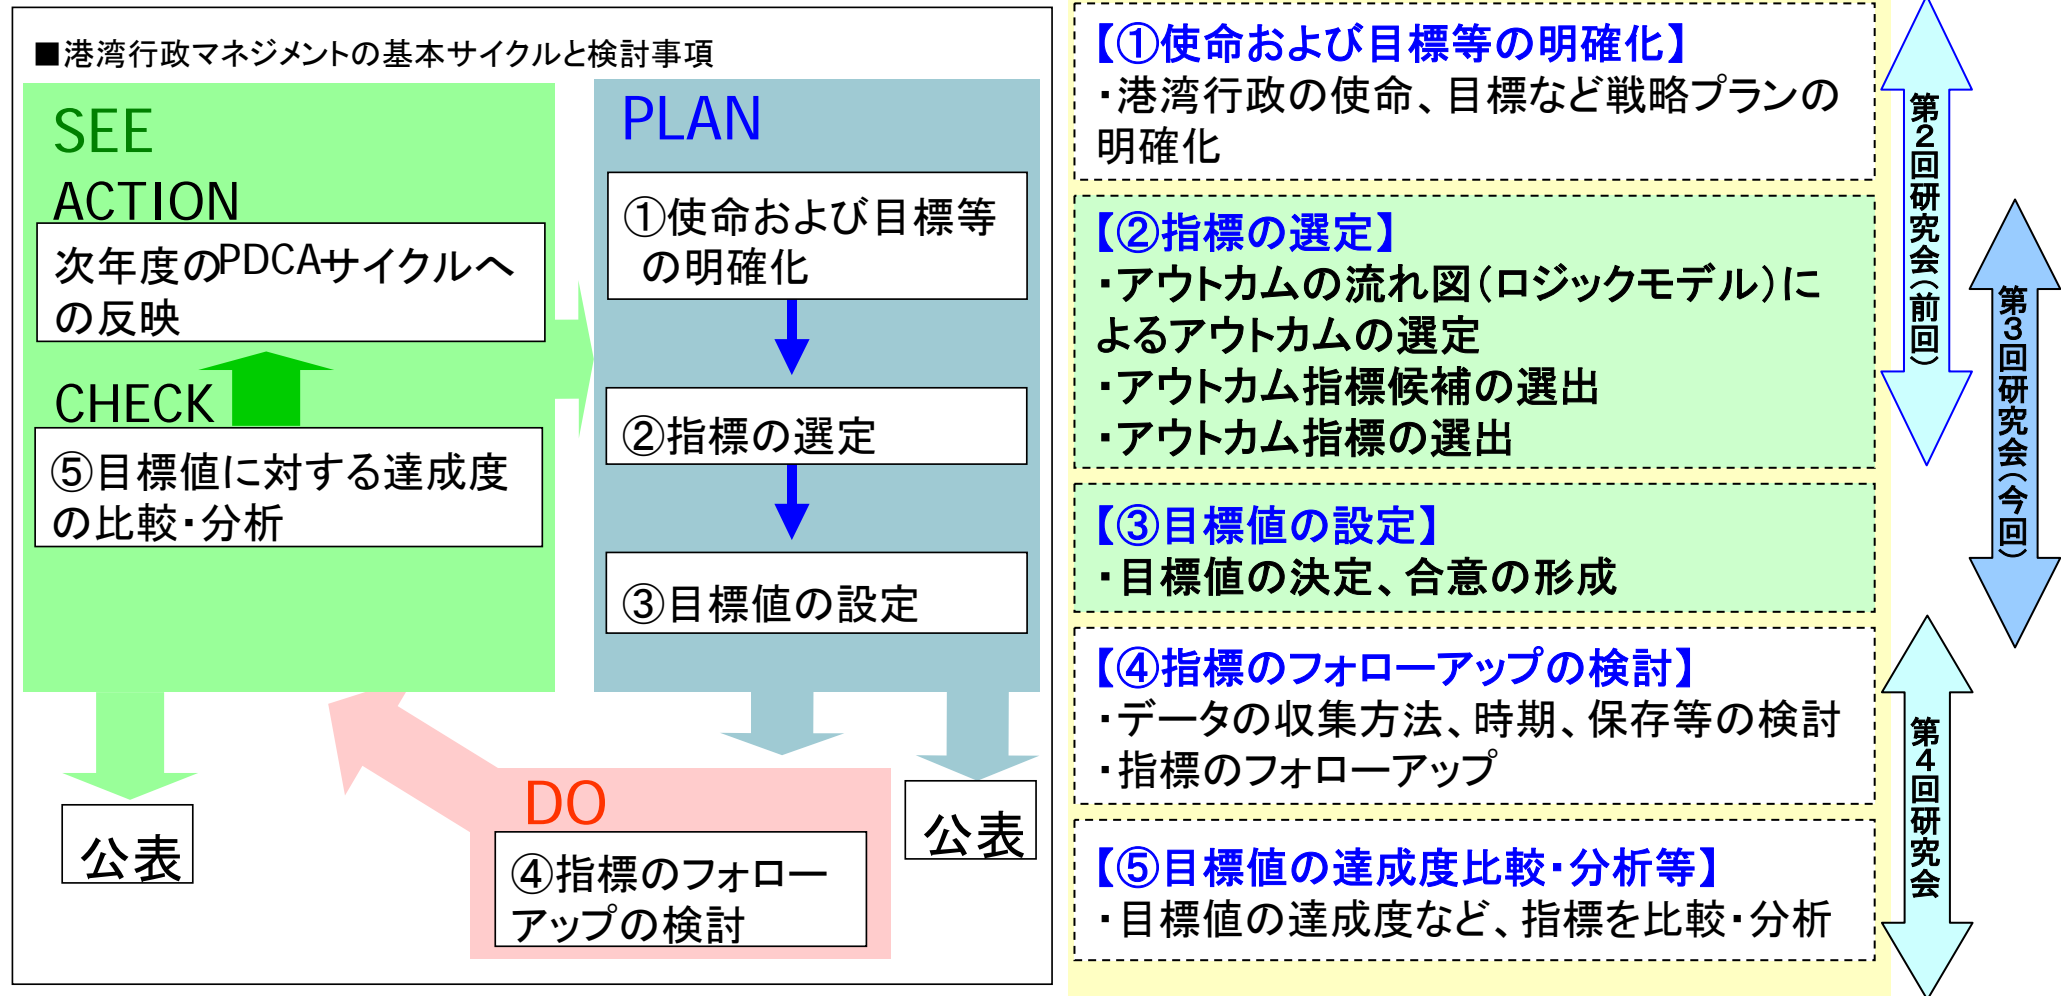 ■港湾行政マネジメントの基本サイクルと検討事項
SEE
ACTION
次年度のPDCAサイクルへ
の反映
CHECK
⑤目標値に対する達成度
の比較・分析
公表
PLAN
①使命および目標等
の明確化
②指標の選定
③目標値の設定
公表
DO
④指標のフォロー
アップの検討
【①使命および目標等の明確化】
・港湾行政の使命、目標など戦略プランの
明確化
【②指標の選定】
・アウトカムの流れ図(ロジックモデル)に
よるアウトカムの選定
・アウトカム指標候補の選出
・アウトカム指標の選出
【③目標値の設定】
・目標値の決定、合意の形成
【④指標のフォローアップの検討】
・データの収集方法、時期、保存等の検討
・指標のフォローアップ
【⑤目標値の達成度比較・分析等】
・目標値の達成度など、指標を比較・分析
第2回研究会(前回)
第3回研究会(今回)
第4回研究会